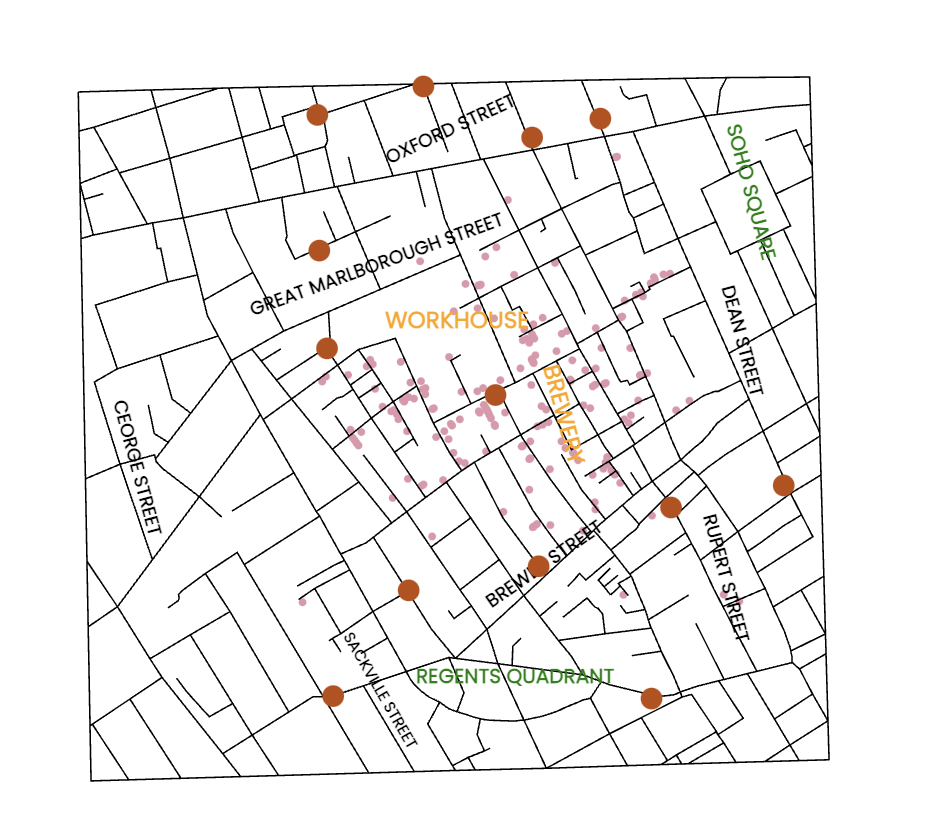 OXFORD STREET
SOHO SQUARE
GREAT MARLBOROUGH STREET
WORKHOUSE
DEAN STREET
BREWERY
CEORGE STREET
BREWER STREET
RUPERT STREET
SACKVILLE STREET
REGENTS QUADRANT